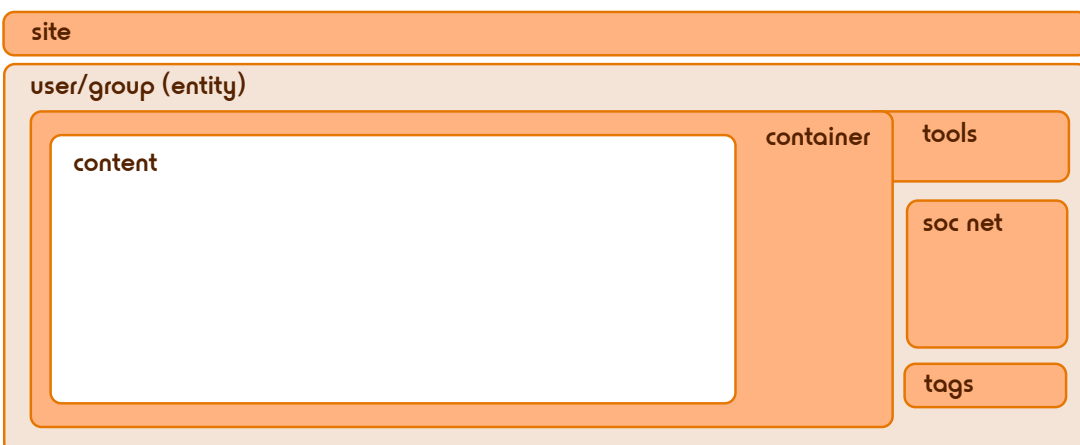 site
user/group (entity)
container
tools
content
soc net
tags